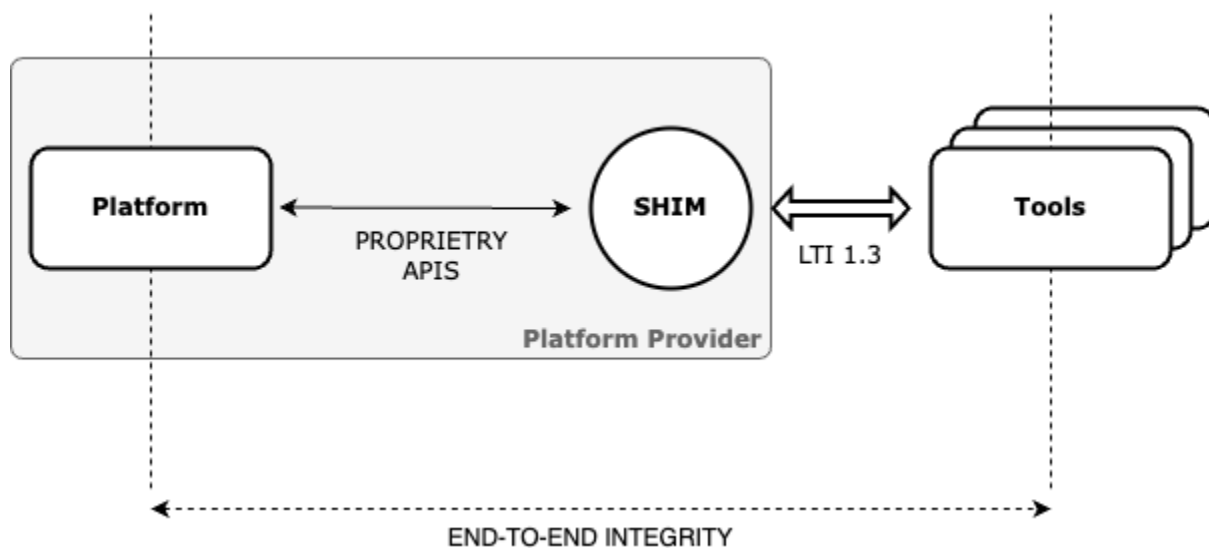 Platform
PROPRIETRY
APIS
SHIM
LTI 1.3
Tools
Platform Provider
END-TO-END INTEGRITY